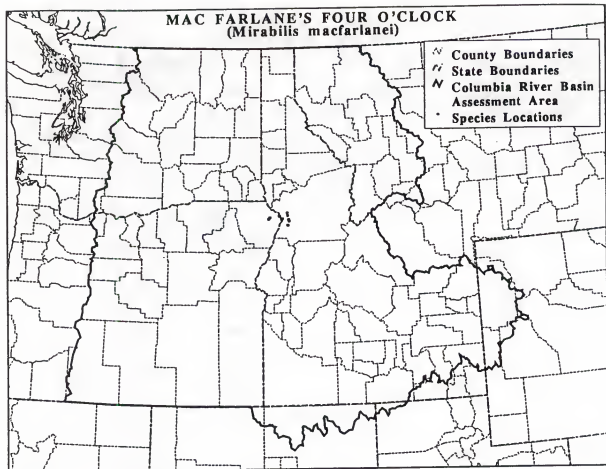 MAC FARLANE'S FOUR O'CLOCK
(Mirabilis macfarlanei)
County Boundaries
State Boundaries
Columbia River Basin
Assessment Area
Species Locations